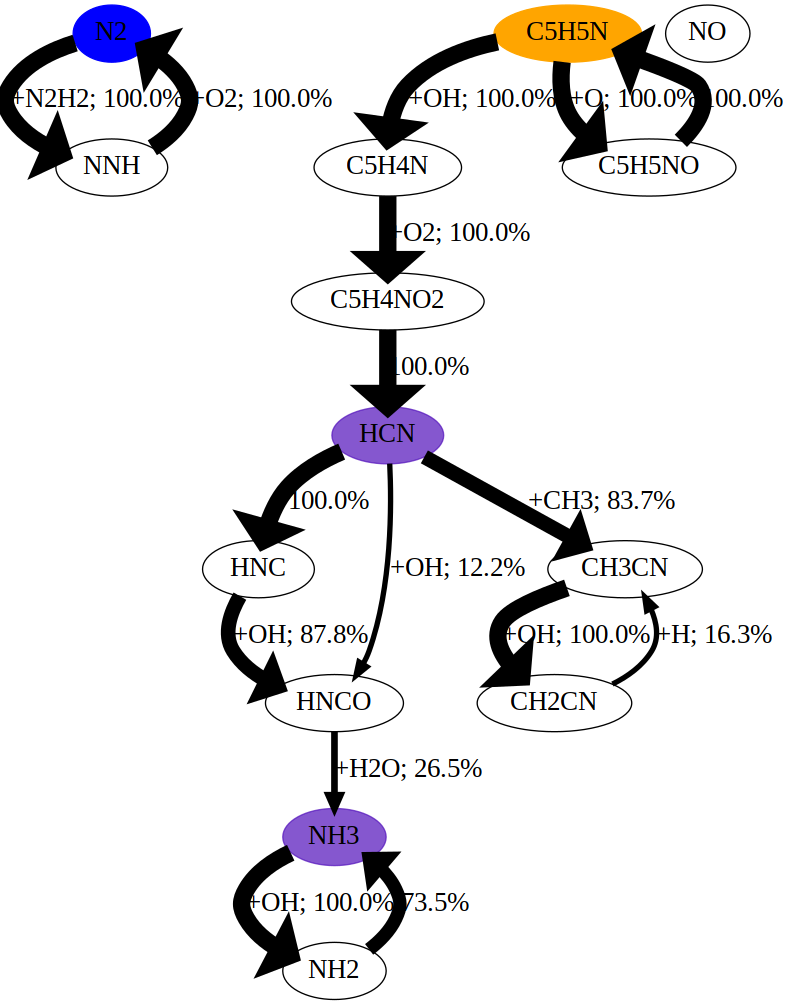 N2
C5H5N
NO
+N2H2; 100.0%
+O2; 100.0%
+OH; 100.0%
+O; 100.0%
100.0%
NNH
C5H4N
C5H5NO
+O2; 100.0%
C5H4NO2
100.0%
HCN
100.0%
+CH3; 83.7%
+OH; 12.2%
HNC
CH3CN
+OH; 87.8%
+OH; 100.0%
+H; 16.3%
HNCO
CH2CN
+H2O; 26.5%
NH3
+OH; 100.0%
73.5%
NH2